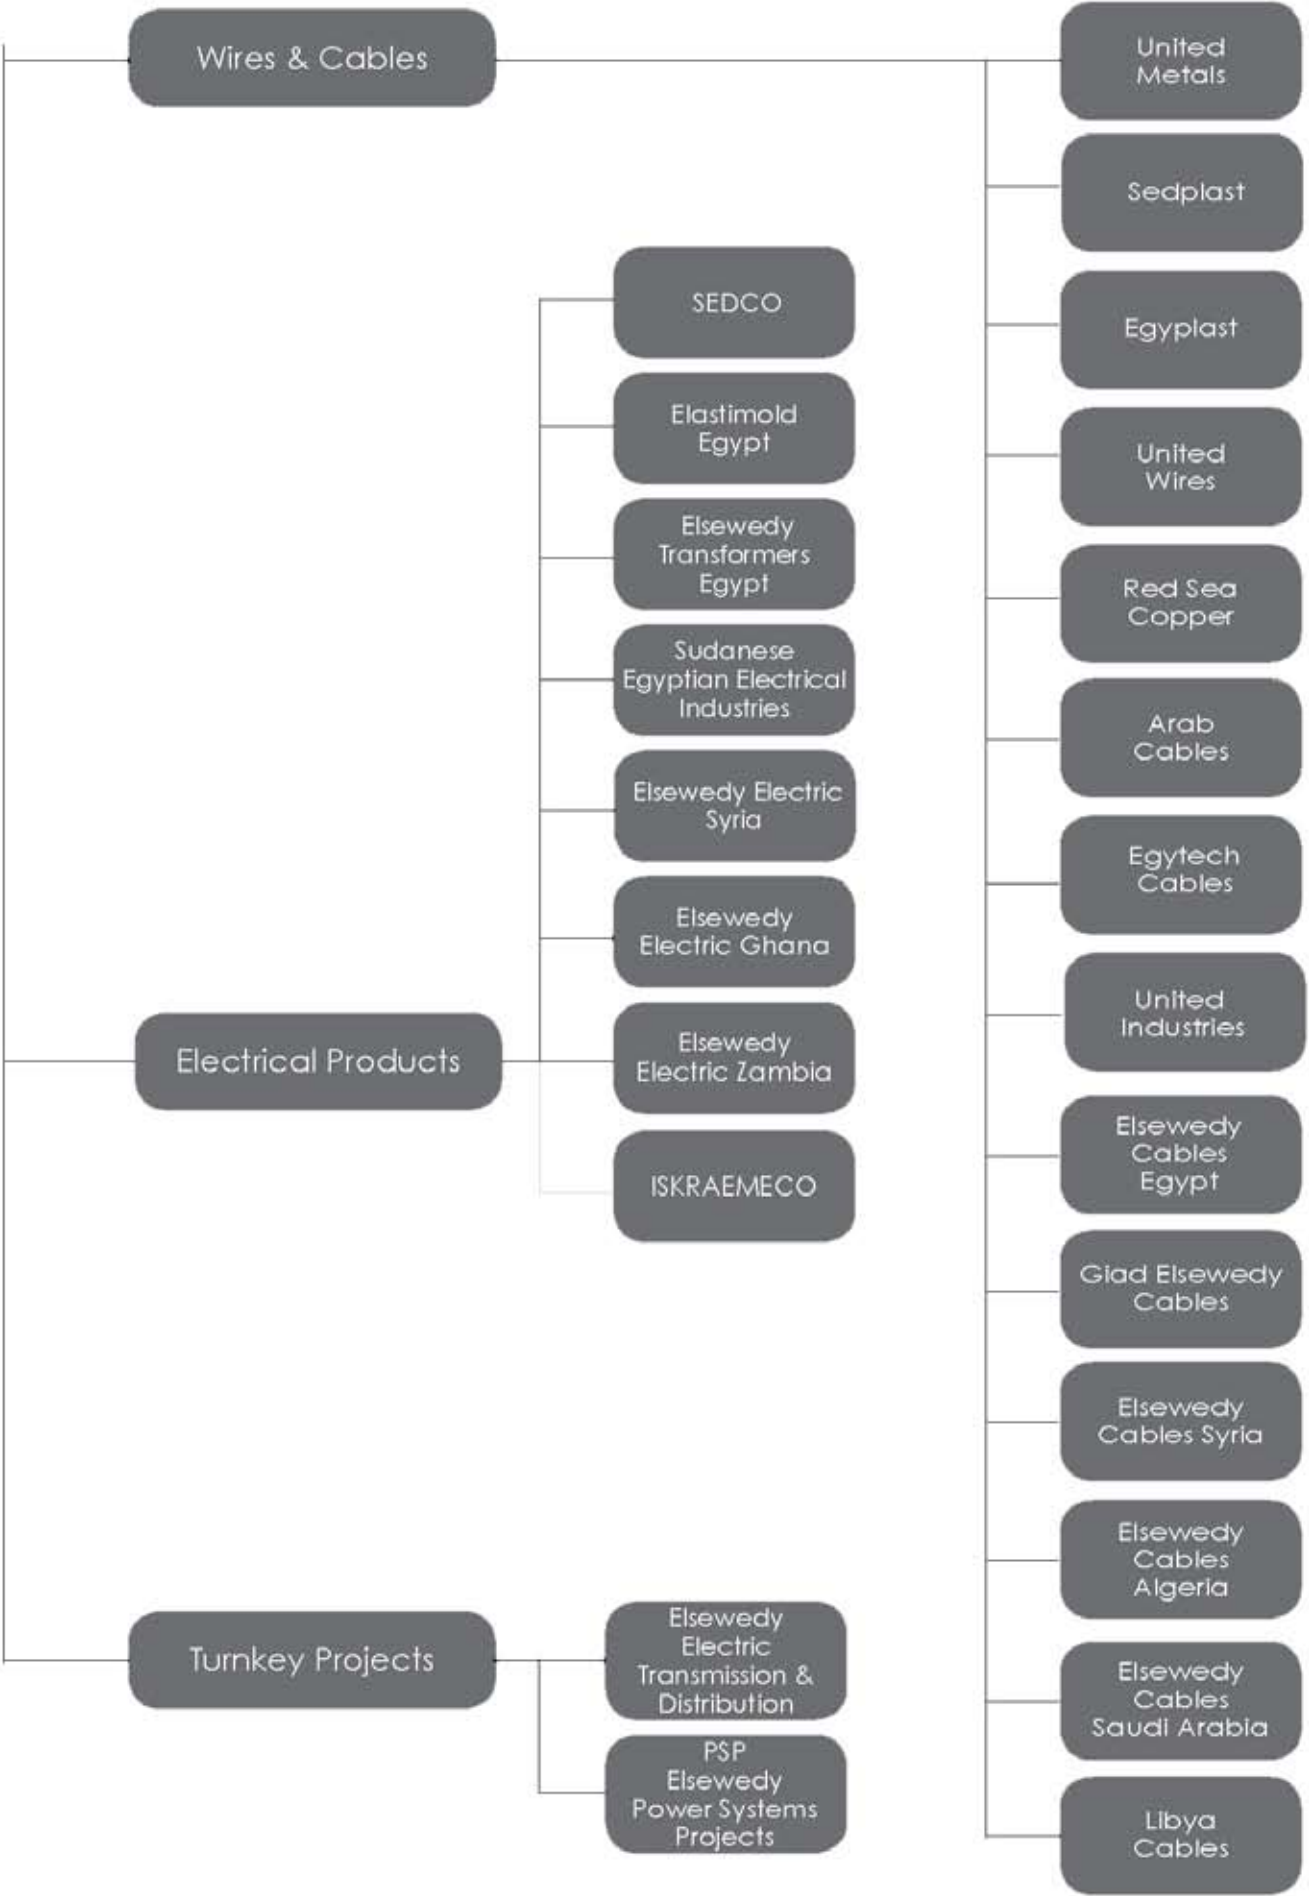 Wires & Cables
United
Metals
Sedplast
Egyplast
United
Wires
Red Sea
Copper
Arab
Cables
Egytech
Cables
United
Industries
Elsewedy
Cables
Egypt
Giad Elsewedy
Cables
Elsewedy
Cables Syria
Elsewedy
Cables
Algeria
Elsewedy
Cables
Saudi Arabia
Libya
Cables
Electrical Products
SEDCO
Elastimold
Egypt
Elsewedy
Transformers
Egypt
Sudanese
Egyptian Electrical
Industries
Elsewedy Electric
Syria
Elsewedy
Electric Ghana
Elsewedy
Electric Zambia
ISKRAEMECO
Turnkey Projects
Elsewedy
Electric
Transmission &
Distribution
PSP
Elsewedy
Power Systems
Projects